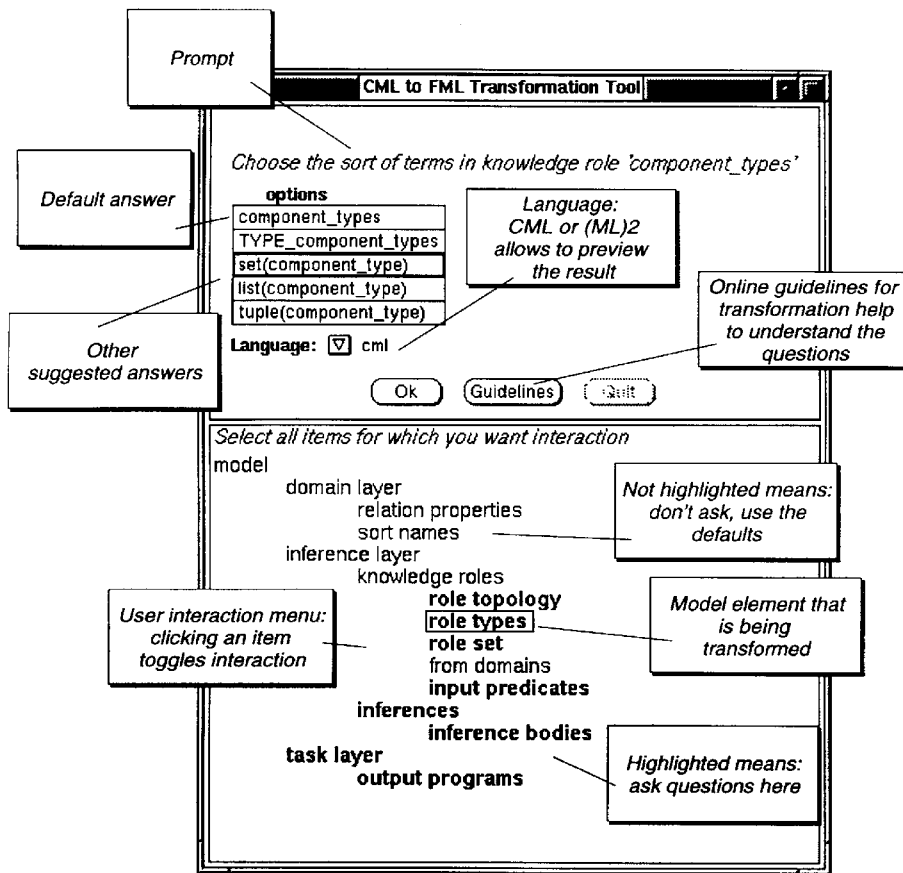 Prompt
CML to FML Transformation Tool
Choose the sort of terms in knowledge role 'component_types'
Default answer
options
component_types
TYPE_component_types
set(component_type)
list(component_type)
tuple(component_type)
Language:
CML or (ML)2
allows to preview
the result
Online guidelines for
transformation help
to understand the
questions
Other
suggested answers
Language: cml
Ok Guidelines Quit
Select all items for which you want interaction
model
domain layer
relation properties
sort names
inference layer
knowledge roles
role topology
role types
role set
from domains
input predicates
inferences
inference bodies
task layer
output programs
Not highlighted means:
don't ask, use the
defaults
User interaction menu:
clicking an item
toggles interaction
Model element that
is being
transformed
Highlighted means:
ask questions here